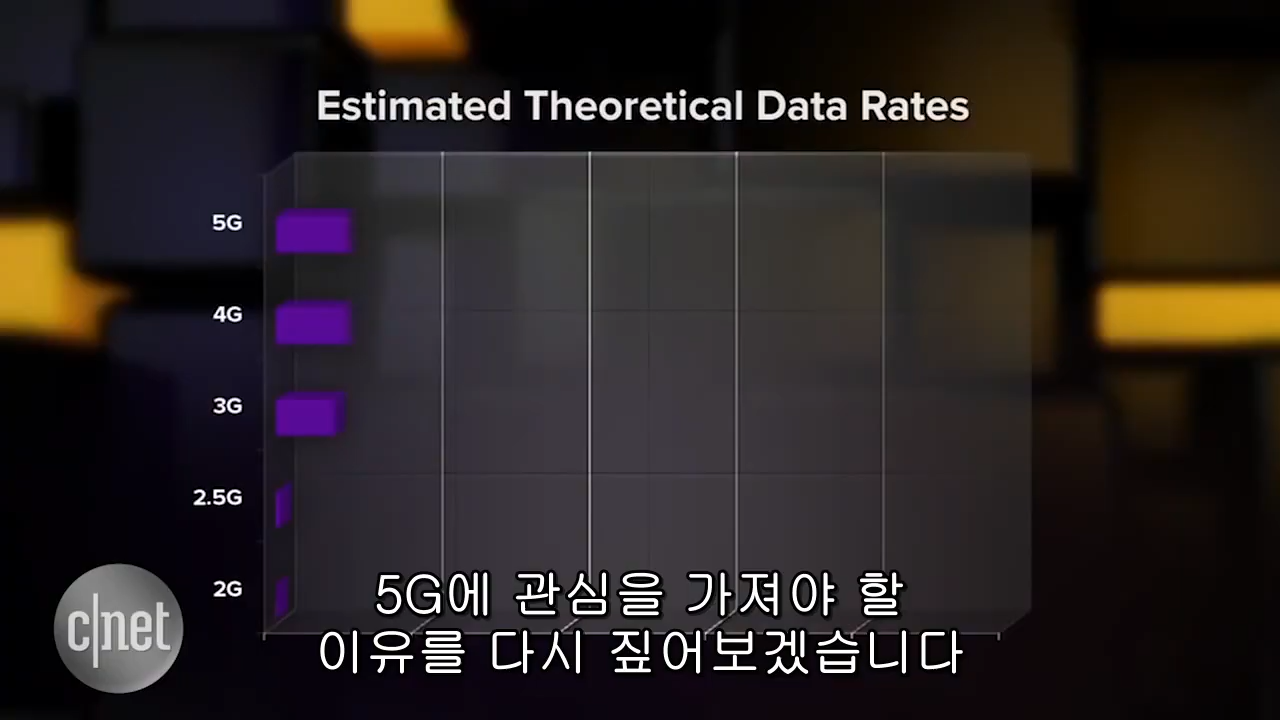 Estimated Theoretical Data Rates
5G
4G
3G
2.5G
2G
c|net
5G에 관심을 가져야 할
이유를 다시 짚어보겠습니다